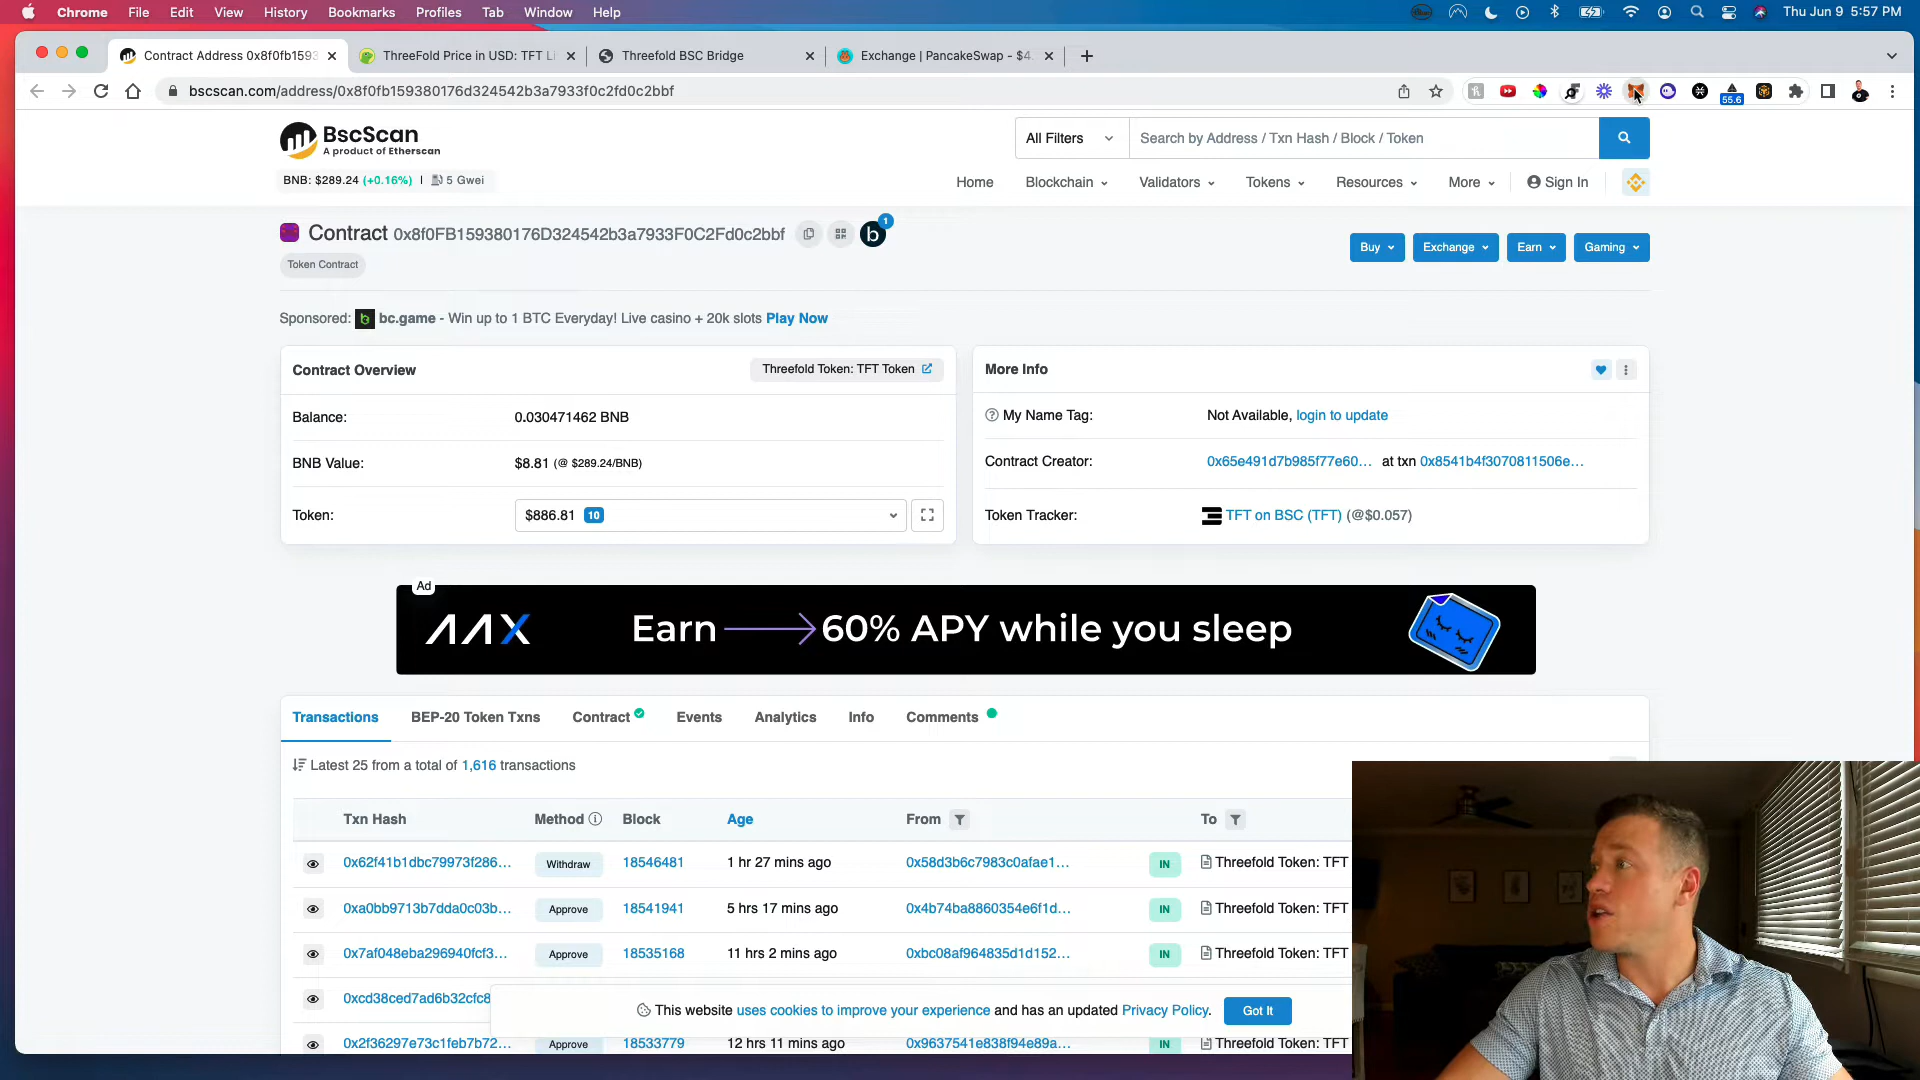 Chrome File Edit View History Bookmarks Profiles Tab Window Help Thu Jun 9 5:57 PM
Contract Address 0x8f0fb1593 ThreeFold Price in USD: TFT Li Threefold BSC Bridge Exchange | PancakeSwap - $4.
bscscan.com/address/0x8f0fb159380176d324542b3a7933f0c2fd0c2bbf 55.6
BscScan
A product of Etherscan
All Filters Search by Address / Txn Hash / Block / Token
BNB: $289.24 (+0.16%) | 5 Gwei
Home Blockchain Validators Tokens Resources More Sign In
Contract 0x8f0FB159380176D324542b3a7933F0C2Fd0c2bbf b 1
Buy Exchange Earn Gaming
Token Contract
Sponsored: bc.game - Win up to 1 BTC Everyday! Live casino + 20k slots Play Now
Contract Overview Threefold Token: TFT Token
Balance: 0.030471462 BNB
BNB Value: $8.81 (@ $289.24/BNB)
Token: $886.81 10
More Info
My Name Tag: Not Available, login to update
Contract Creator: 0x65e491d7b985f77e60... at txn 0x8541b4f3070811506e...
Token Tracker: TFT on BSC (TFT) (@$0.057)
Ad
AAX Earn 60% APY while you sleep
Transactions BEP-20 Token Txns Contract Events Analytics Info Comments
Latest 25 from a total of 1,616 transactions
Txn Hash Method Block Age From To
0x62f41b1dbc79973f286... Withdraw 18546481 1 hr 27 mins ago 0x58d3b6c7983c0afae1... IN Threefold Token: TFT
0xa0bb9713b7dda0c03b... Approve 18541941 5 hrs 17 mins ago 0x4b74ba8860354e6f1d... IN Threefold Token: TFT
0x7af048eba296940fcf3... Approve 18535168 11 hrs 2 mins ago 0xbc08af964835d1d152... IN Threefold Token: TFT
0xcd38ced7ad6b32cfc8
This website uses cookies to improve your experience and has an updated Privacy Policy. Got It
0x2f36297e73c1feb7b72... Approve 18533779 12 hrs 11 mins ago 0x9637541e838f94e89a... IN Threefold Token: TFT